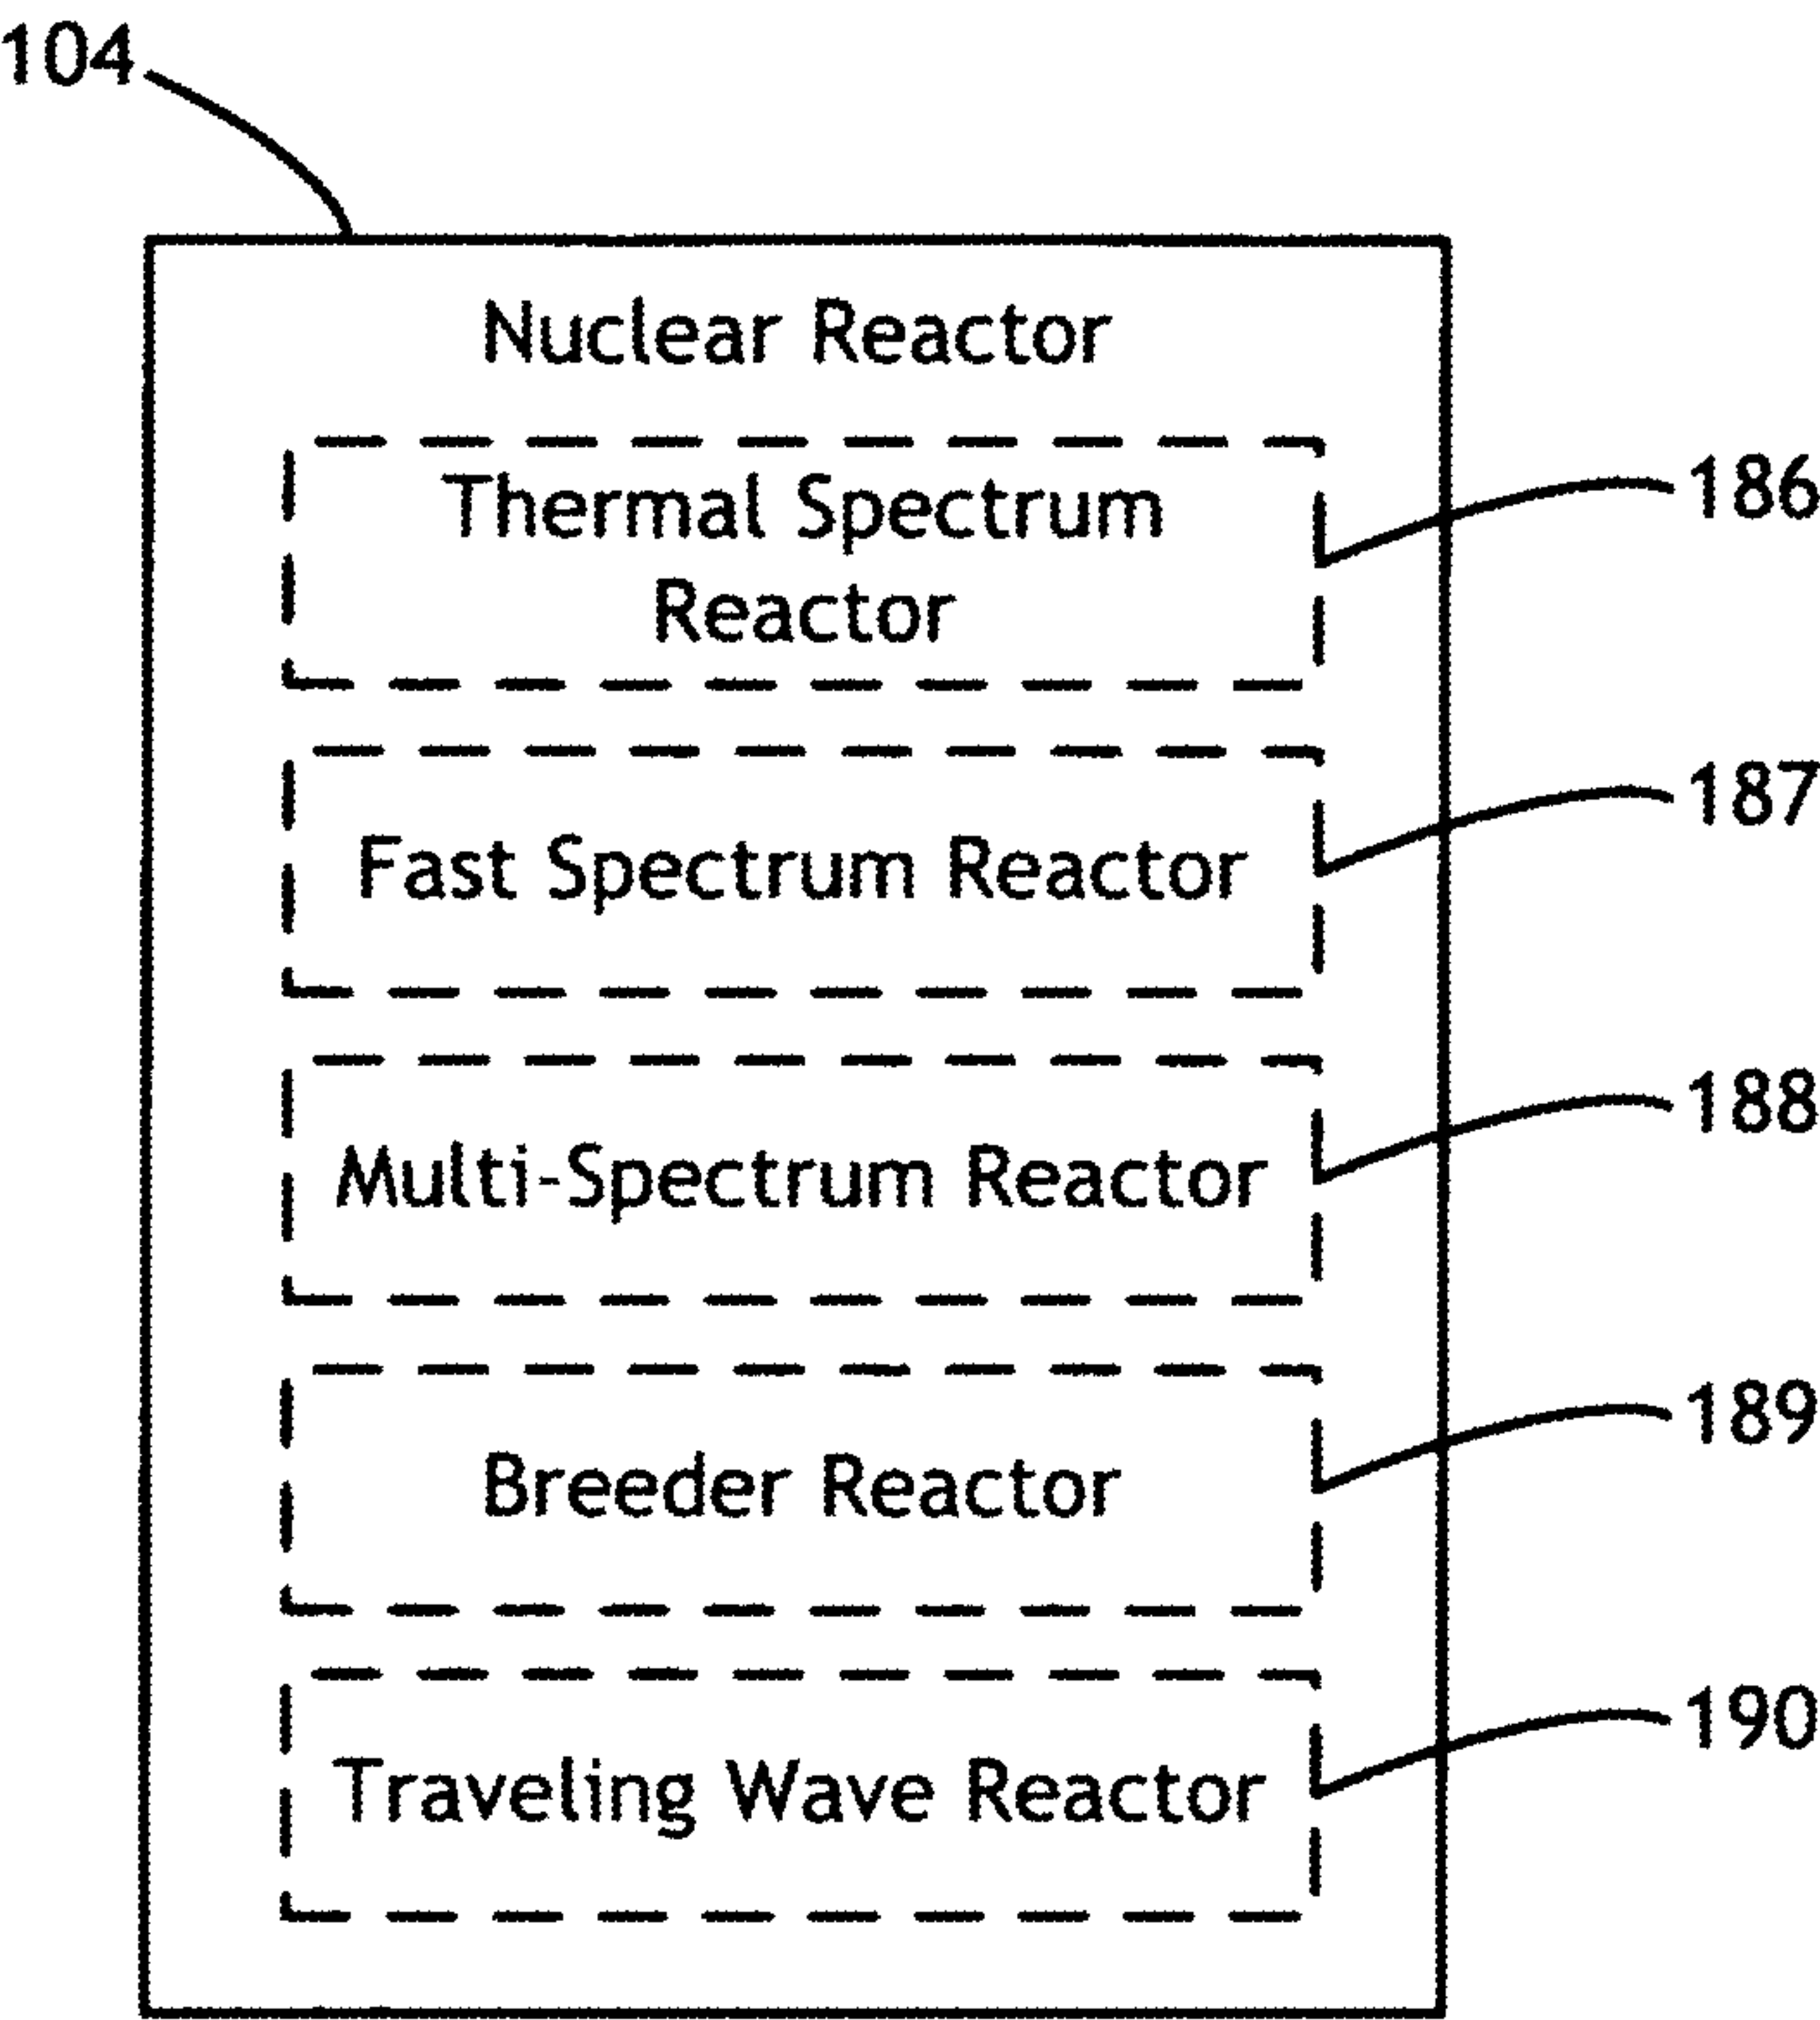 104
Nuclear Reactor
Thermal Spectrum
Reactor
186
Fast Spectrum Reactor
187
Multi-Spectrum Reactor
188
Breeder Reactor
189
Traveling Wave Reactor
190